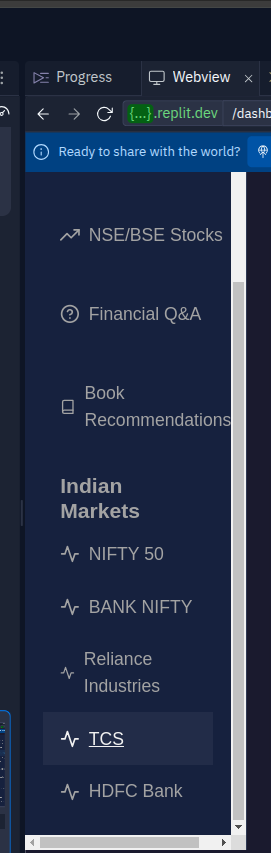 Progress
Webview
{...}.replit.dev
/dashb
Ready to share with the world?
NSE/BSE Stocks
Financial Q&A
Book
Recommendations
Indian
Markets
NIFTY 50
BANK NIFTY
Reliance
Industries
TCS
HDFC Bank